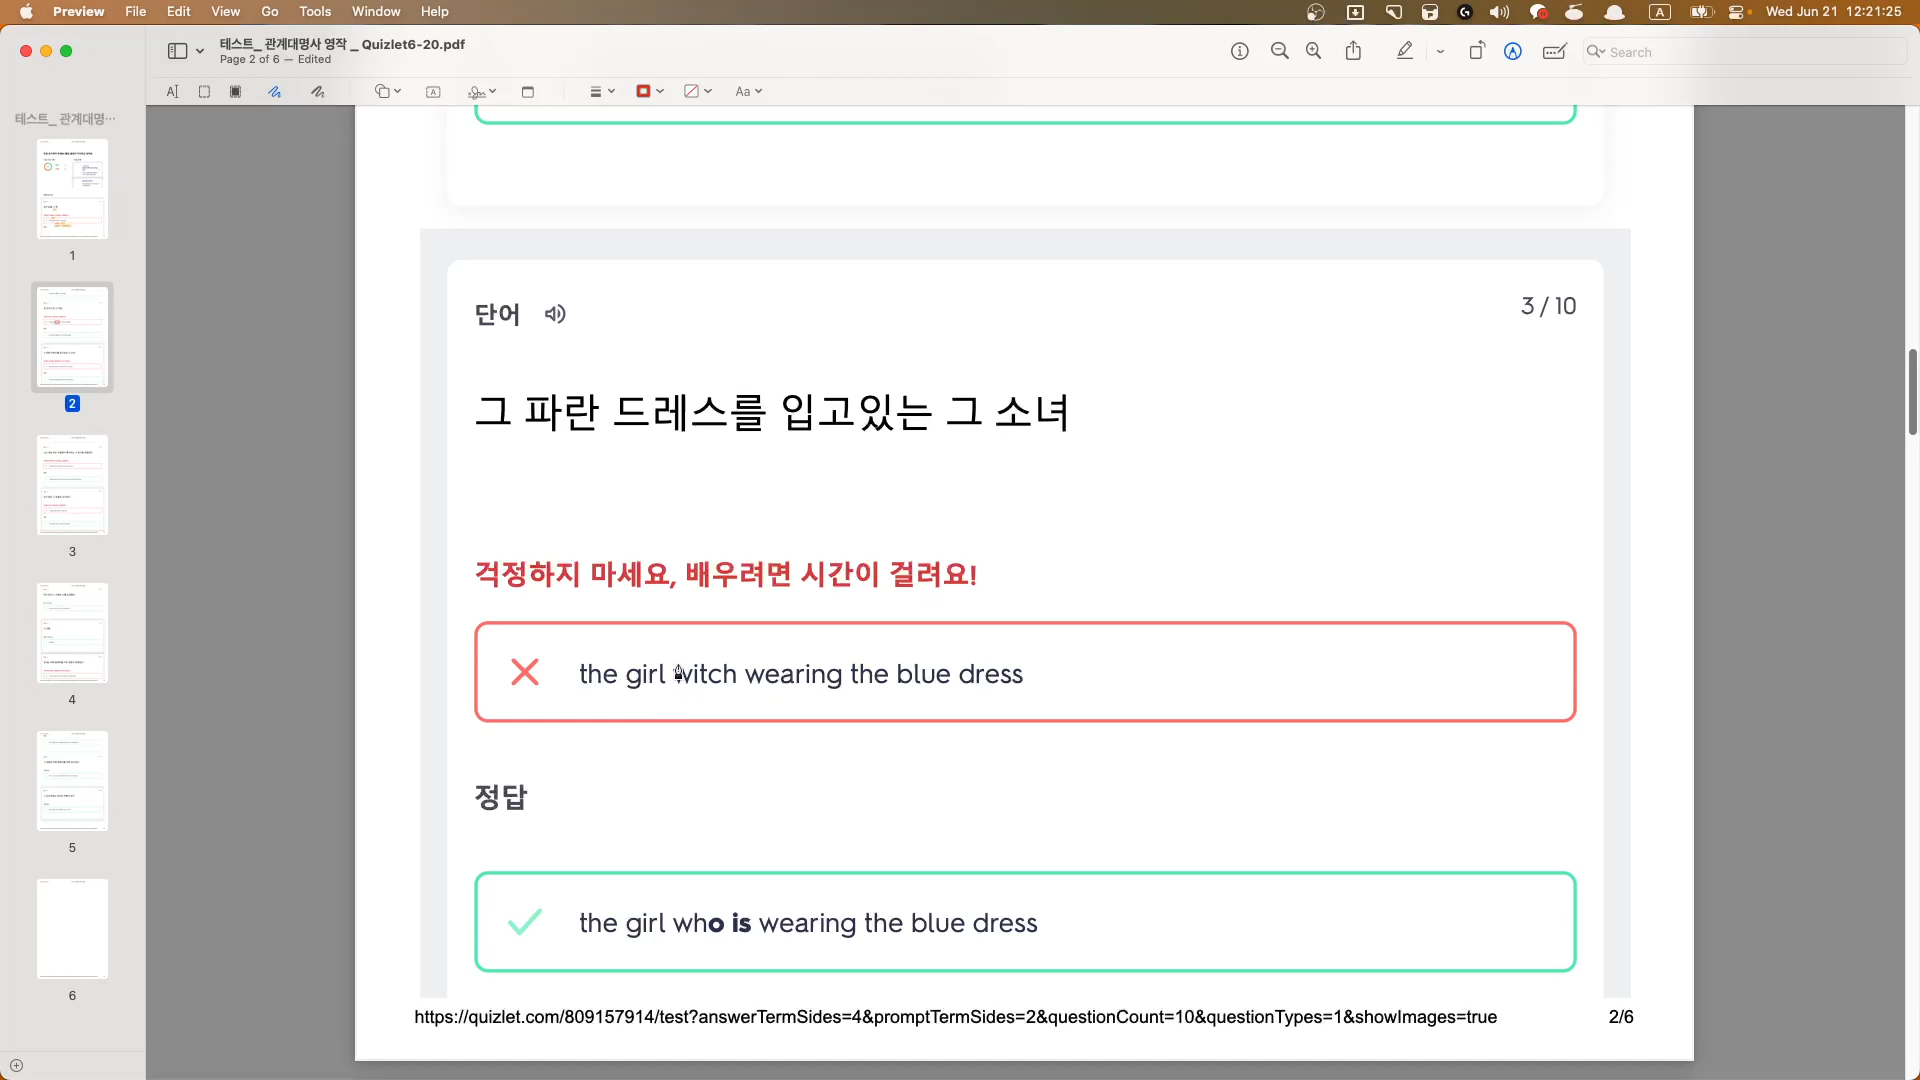 Preview File Edit View Go Tools Window Help
A
Wed Jun 21 12:21:25
테스트_ 관계대명사 영작 _ Quizlet6-20.pdf
Page 2 of 6 — Edited
Search
Aa
테스트_ 관계대명…
1
2
3
4
5
6
단어
3 / 10
그 파란 드레스를 입고있는 그 소녀
걱정하지 마세요, 배우려면 시간이 걸려요!
the girl witch wearing the blue dress
정답
the girl who is wearing the blue dress
https://quizlet.com/809157914/test?answerTermSides=4&promptTermSides=2&questionCount=10&questionTypes=1&showImages=true
2/6